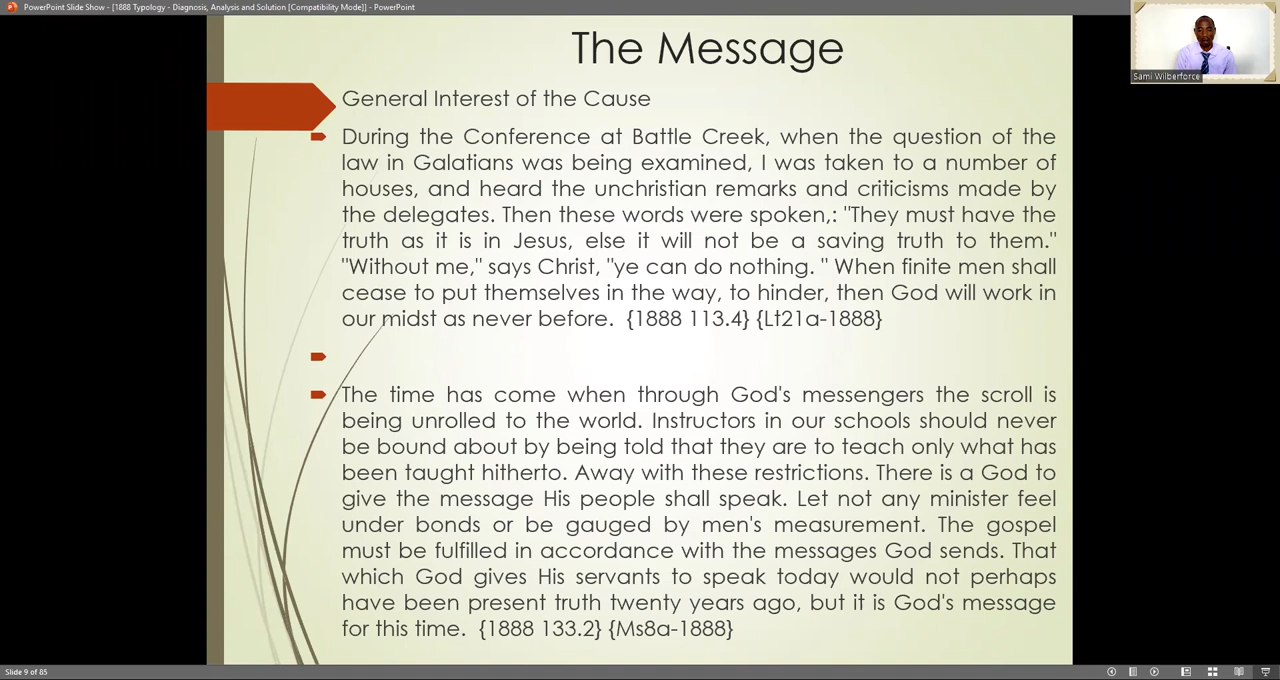 PowerPoint Slide Show - [1888 Typology - Diagnosis, Analysis and Solution [Compatibility Mode]] - PowerPoint
The Message
Sami Wilberforce
General Interest of the Cause
During the Conference at Battle Creek, when the question of the
law in Galatians was being examined, I was taken to a number of
houses, and heard the unchristian remarks and criticisms made by
the delegates. Then these words were spoken,: "They must have the
truth as it is in Jesus, else it will not be a saving truth to them."
"Without me," says Christ, "ye can do nothing. " When finite men shall
cease to put themselves in the way, to hinder, then God will work in
our midst as never before. {1888 113.4} {Lt21a-1888}
The time has come when through God's messengers the scroll is
being unrolled to the world. Instructors in our schools should never
be bound about by being told that they are to teach only what has
been taught hitherto. Away with these restrictions. There is a God to
give the message His people shall speak. Let not any minister feel
under bonds or be gauged by men's measurement. The gospel
must be fulfilled in accordance with the messages God sends. That
which God gives His servants to speak today would not perhaps
have been present truth twenty years ago, but it is God's message
for this time. {1888 133.2} {Ms8a-1888}
Slide 9 of 85